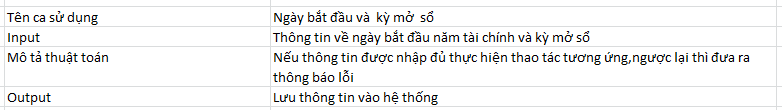 Tên ca sử dụng Ngày bắt đầu và kỳ mở sổ
Input Thông tin về ngày bắt đầu năm tài chính và kỳ mở sổ
Mô tả thuật toán Nếu thông tin được nhập đủ thực hiện thao tác tương ứng,ngược lại thì đưa ra
thông báo lỗi
Output Lưu thông tin vào hệ thống